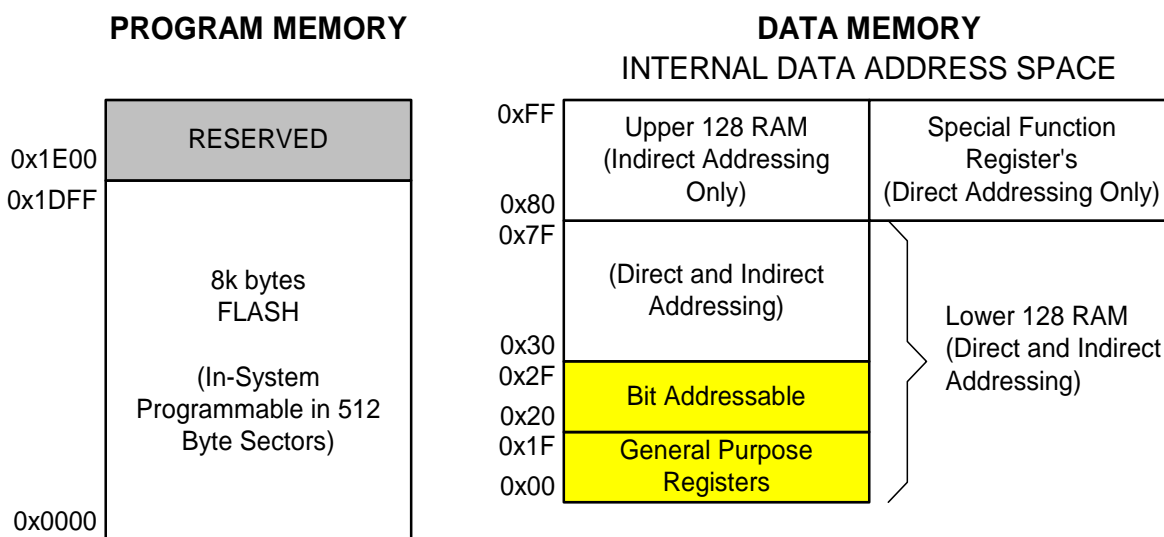 PROGRAM MEMORY
RESERVED
0x1E00
0x1DFF
8k bytes
FLASH
(In-System
Programmable in 512
Byte Sectors)
0x0000
DATA MEMORY
INTERNAL DATA ADDRESS SPACE
0xFF
Upper 128 RAM
(Indirect Addressing
Only)
0x80
Special Function
Register's
(Direct Addressing Only)
0x7F
(Direct and Indirect
Addressing)
0x30
0x2F
Bit Addressable
0x20
0x1F
General Purpose
Registers
0x00
Lower 128 RAM
(Direct and Indirect
Addressing)